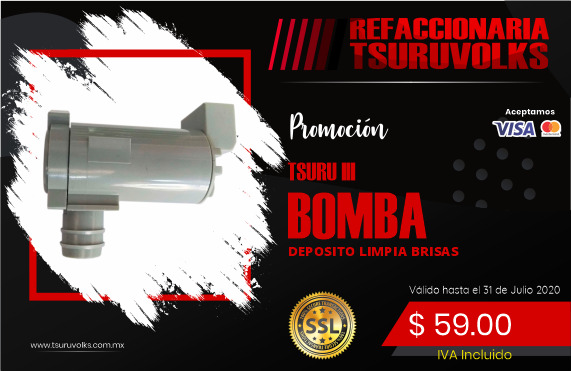 REFACCIONARIA
TSURUVOLKS
Aceptamos
VISA
Promoción
TSURU III
BOMBA
DEPOSITO LIMPIA BRISAS
Válido hasta el 31 de Julio 2020
SSL
$ 59.00
IVA Incluido
www.tsuruvolks.com.mx